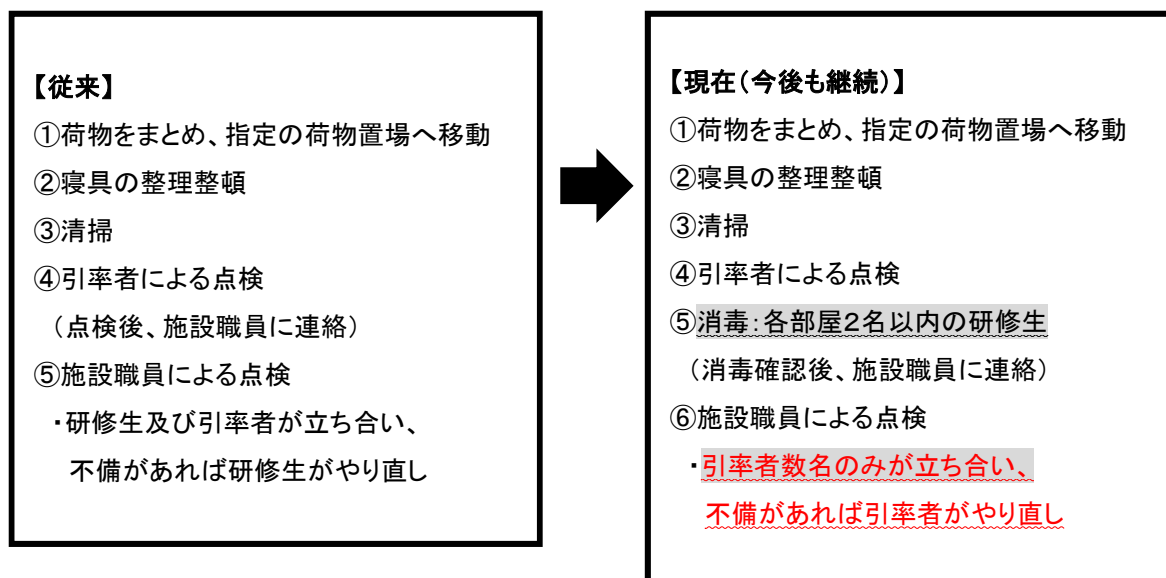 【従来】
①荷物をまとめ、指定の荷物置場へ移動
②寝具の整理整頓
③清掃
④引率者による点検
（点検後、施設職員に連絡）
⑤施設職員による点検
・研修生及び引率者が立ち合い、
不備があれば研修生がやり直し
【現在（今後も継続）】
①荷物をまとめ、指定の荷物置場へ移動
②寝具の整理整頓
③清掃
④引率者による点検
⑤消毒：各部屋２名以内の研修生
（消毒確認後、施設職員に連絡）
⑥施設職員による点検
・引率者数名のみが立ち合い、
不備があれば引率者がやり直し